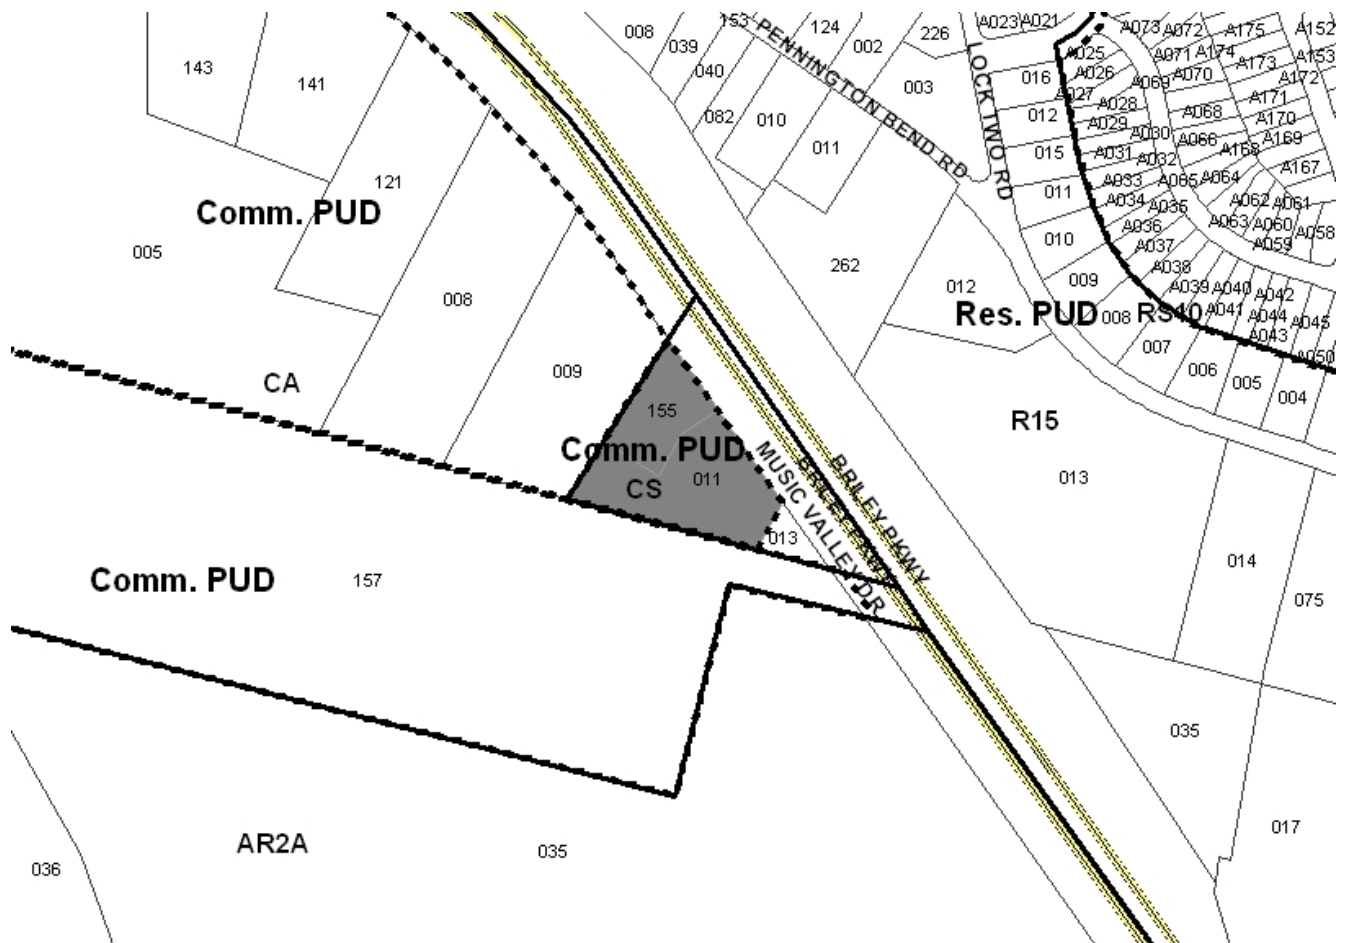 143
141
121
Comm. PUD
005
008
CA
009
155
Comm. PUD
CS
011
013
Comm. PUD
157
AR2A
035
036
MUSIC VALLEY DR
BRILEY PKWY
BRILEY PKWY
008
039
040
082
153
124
002
226
003
010
011
PENNINGTON BEND RD
LOCK TWO RD
262
012
Res. PUD
RS10
R15
013
014
075
035
017
016
012
015
011
010
009
008
007
006
005
004
A023
A021
A025
A026
A027
A028
A029
A030
A031
A032
A033
A034
A035
A036
A037
A038
A039
A040
A041
A042
A043
A044
A045
A050
A058
A059
A060
A061
A062
A063
A064
A065
A066
A068
A069
A070
A071
A072
A073
A152
A153
A167
A168
A169
A170
A171
A172
A173
A174
A175